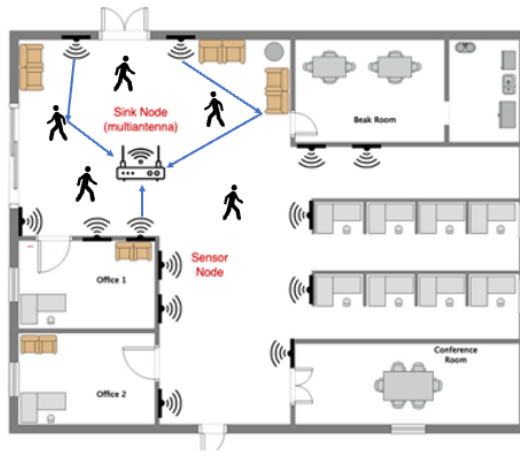 Sink Node
(multiantenna)
Beak Room
Sensor
Node
Office 1
Conference
Room
Office 2